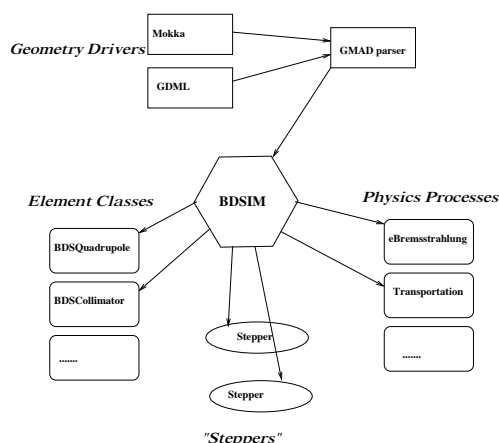 Mokka
Geometry Drivers
GMAD parser
GDML
Element Classes
BDSIM
Physics Processes
BDSQuadrupole
eBremsstrahlung
BDSCollimator
Transportation
.......
.......
Stepper
Stepper
"Steppers"